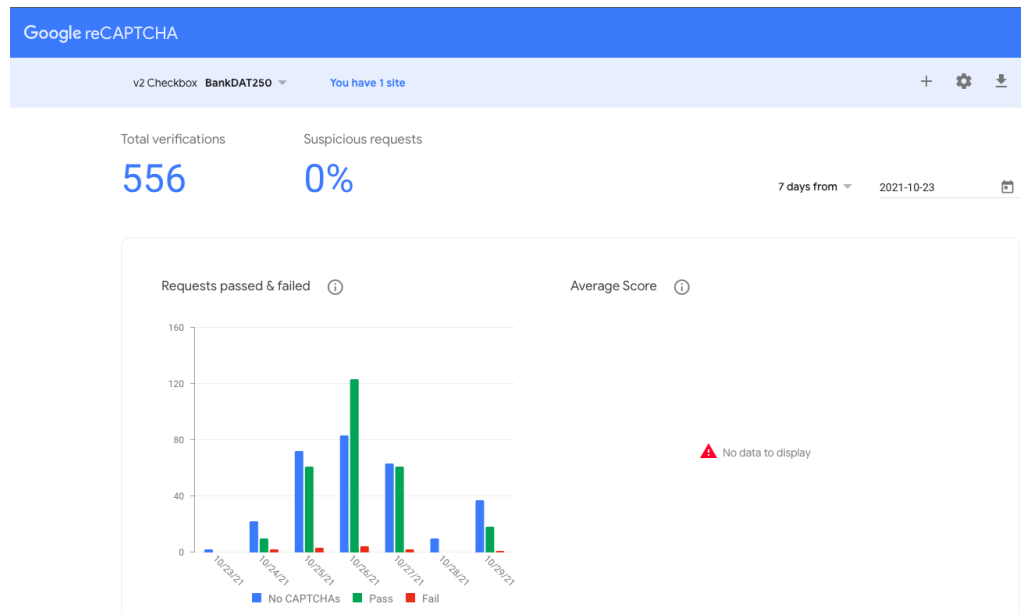 Google reCAPTCHA
v2 Checkbox BankDAT250 You have 1 site
Total verifications Suspicious requests
556 0%
7 days from 2021-10-23
Requests passed & failed Average Score
160
120
80
40
0
No data to display
10/23/21 10/24/21 10/25/21 10/26/21 10/27/21 10/28/21 10/29/21
No CAPTCHAs Pass Fail